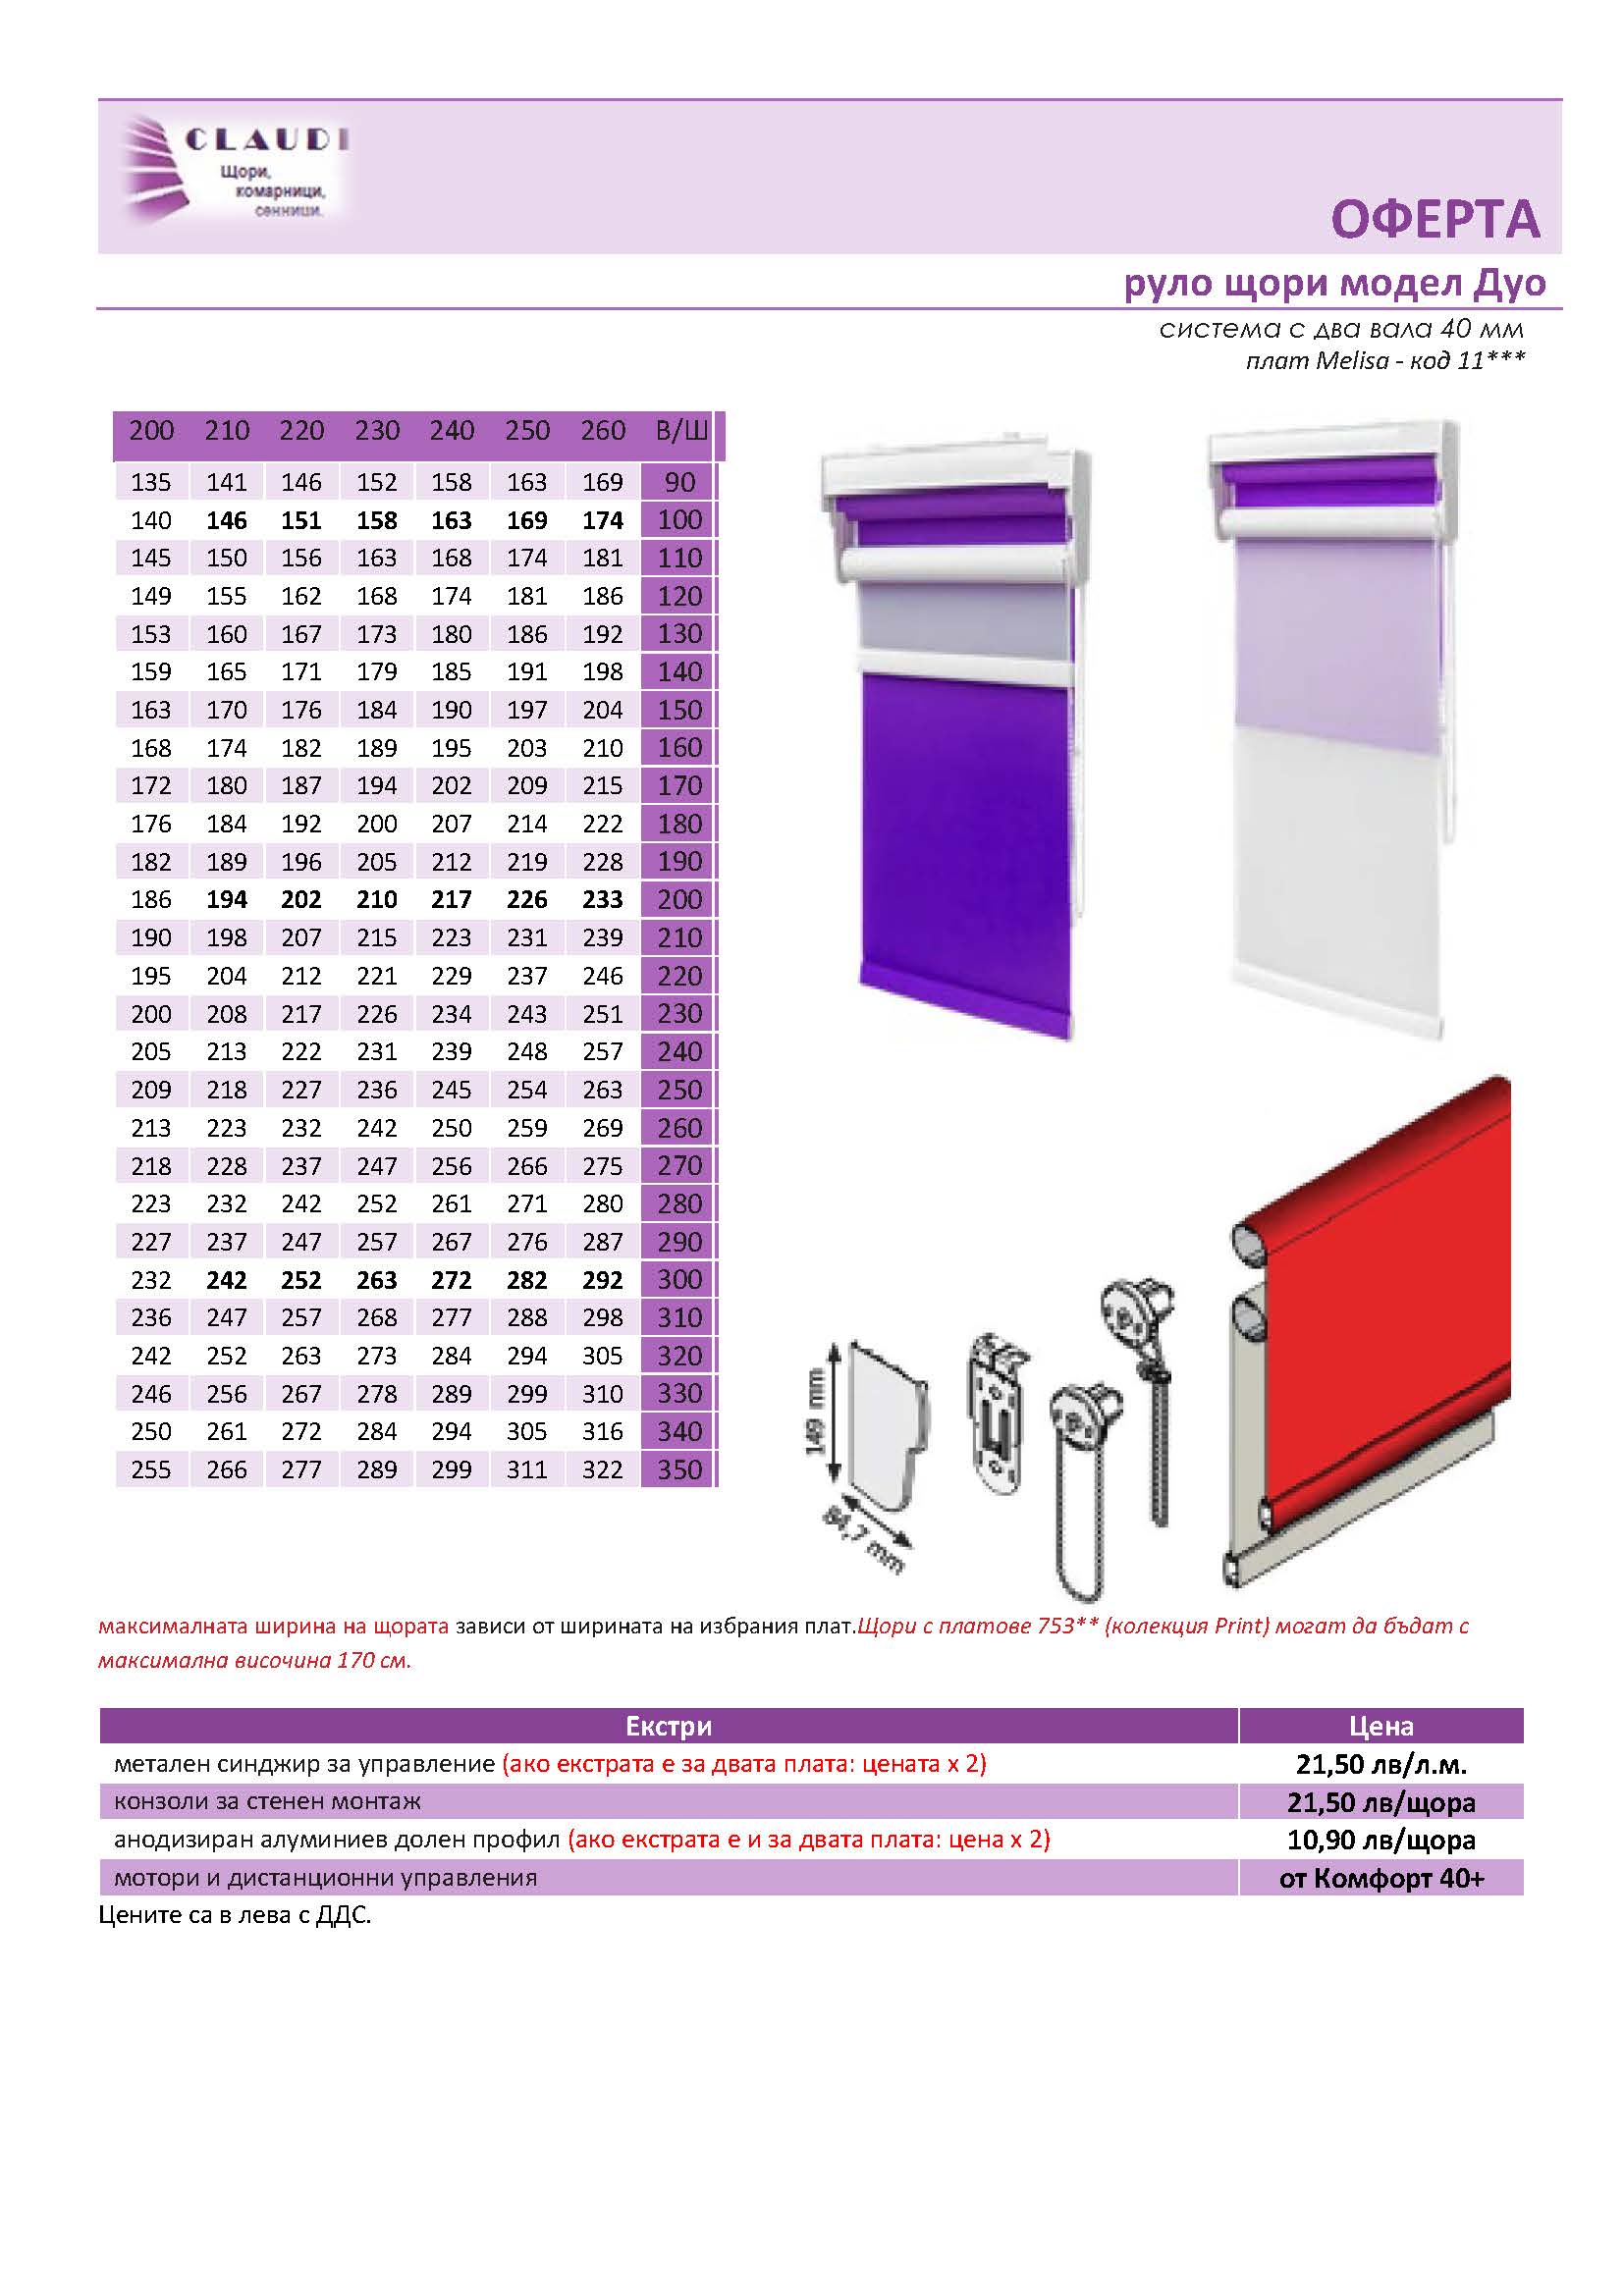 CLAUDI
Щори,
комарници,
сенници.
ОФЕРТА
руло щори модел Дуо
система с два вала 40 мм
плат Melisa - код 11***
200 210 220 230 240 250 260 В/Ш
135 141 146 152 158 163 169 90
140 146 151 158 163 169 174 100
145 150 156 163 168 174 181 110
149 155 162 168 174 181 186 120
153 160 167 173 180 186 192 130
159 165 171 179 185 191 198 140
163 170 176 184 190 197 204 150
168 174 182 189 195 203 210 160
172 180 187 194 202 209 215 170
176 184 192 200 207 214 222 180
182 189 196 205 212 219 228 190
186 194 202 210 217 226 233 200
190 198 207 215 223 231 239 210
195 204 212 221 229 237 246 220
200 208 217 226 234 243 251 230
205 213 222 231 239 248 257 240
209 218 227 236 245 254 263 250
213 223 232 242 250 259 269 260
218 228 237 247 256 266 275 270
223 232 242 252 261 271 280 280
227 237 247 257 267 276 287 290
232 242 252 263 272 282 292 300
236 247 257 268 277 288 298 310
242 252 263 273 284 294 305 320
246 256 267 278 289 299 310 330
250 261 272 284 294 305 316 340
255 266 277 289 299 311 322 350
149 mm
84,7 mm
максималната ширина на щората зависи от ширината на избрания плат.Щори с платове 753** (колекция Print) могат да бъдат с
максимална височина 170 см.
Екстри Цена
метален синджир за управление (ако екстрата е за двата плата: цената х 2) 21,50 лв/л.м.
конзоли за стенен монтаж 21,50 лв/щора
анодизиран алуминиев долен профил (ако екстрата е и за двата плата: цена х 2) 10,90 лв/щора
мотори и дистанционни управления от Комфорт 40+
Цените са в лева с ДДС.